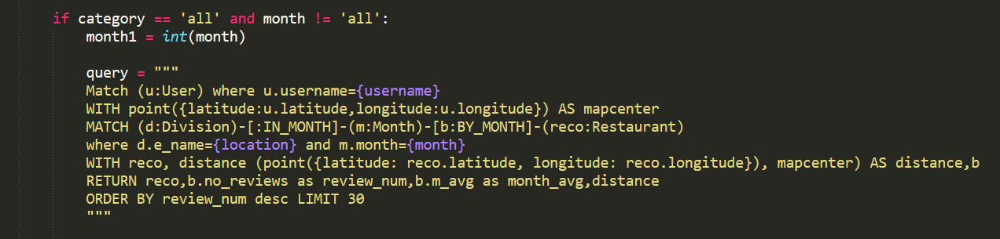 if category == 'all' and month != 'all':
month1 = int(month)
query = """
Match (u:User) where u.username={username}
WITH point({latitude:u.latitude,longitude:u.longitude}) AS mapcenter
MATCH (d:Division)-[:IN_MONTH]-(m:Month)-[b:BY_MONTH]-(reco:Restaurant)
where d.e_name={location} and m.month={month}
WITH reco, distance (point({latitude: reco.latitude, longitude: reco.longitude}), mapcenter) AS distance,b
RETURN reco,b.no_reviews as review_num,b.m_avg as month_avg,distance
ORDER BY review_num desc LIMIT 30
"""